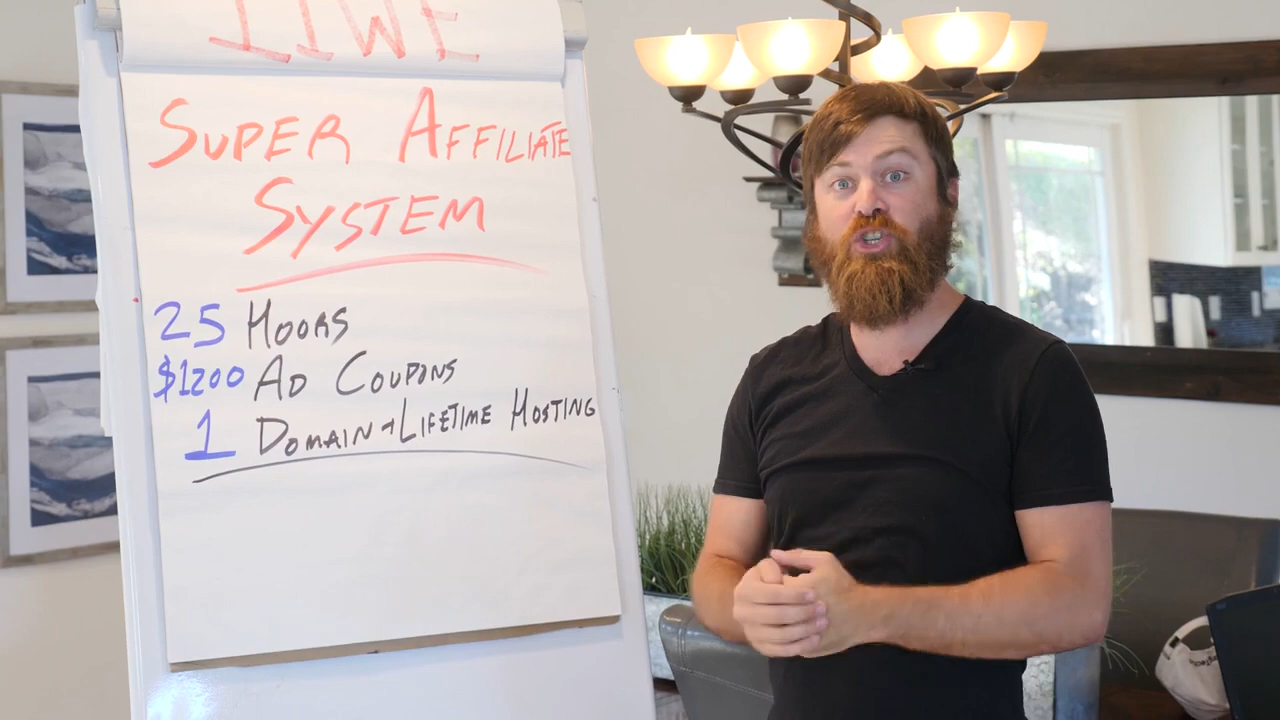 SUPER AFFILIATE
SYSTEM
25 HOURS
$1200 AD COUPONS
1 DOMAIN + LIFETIME HOSTING